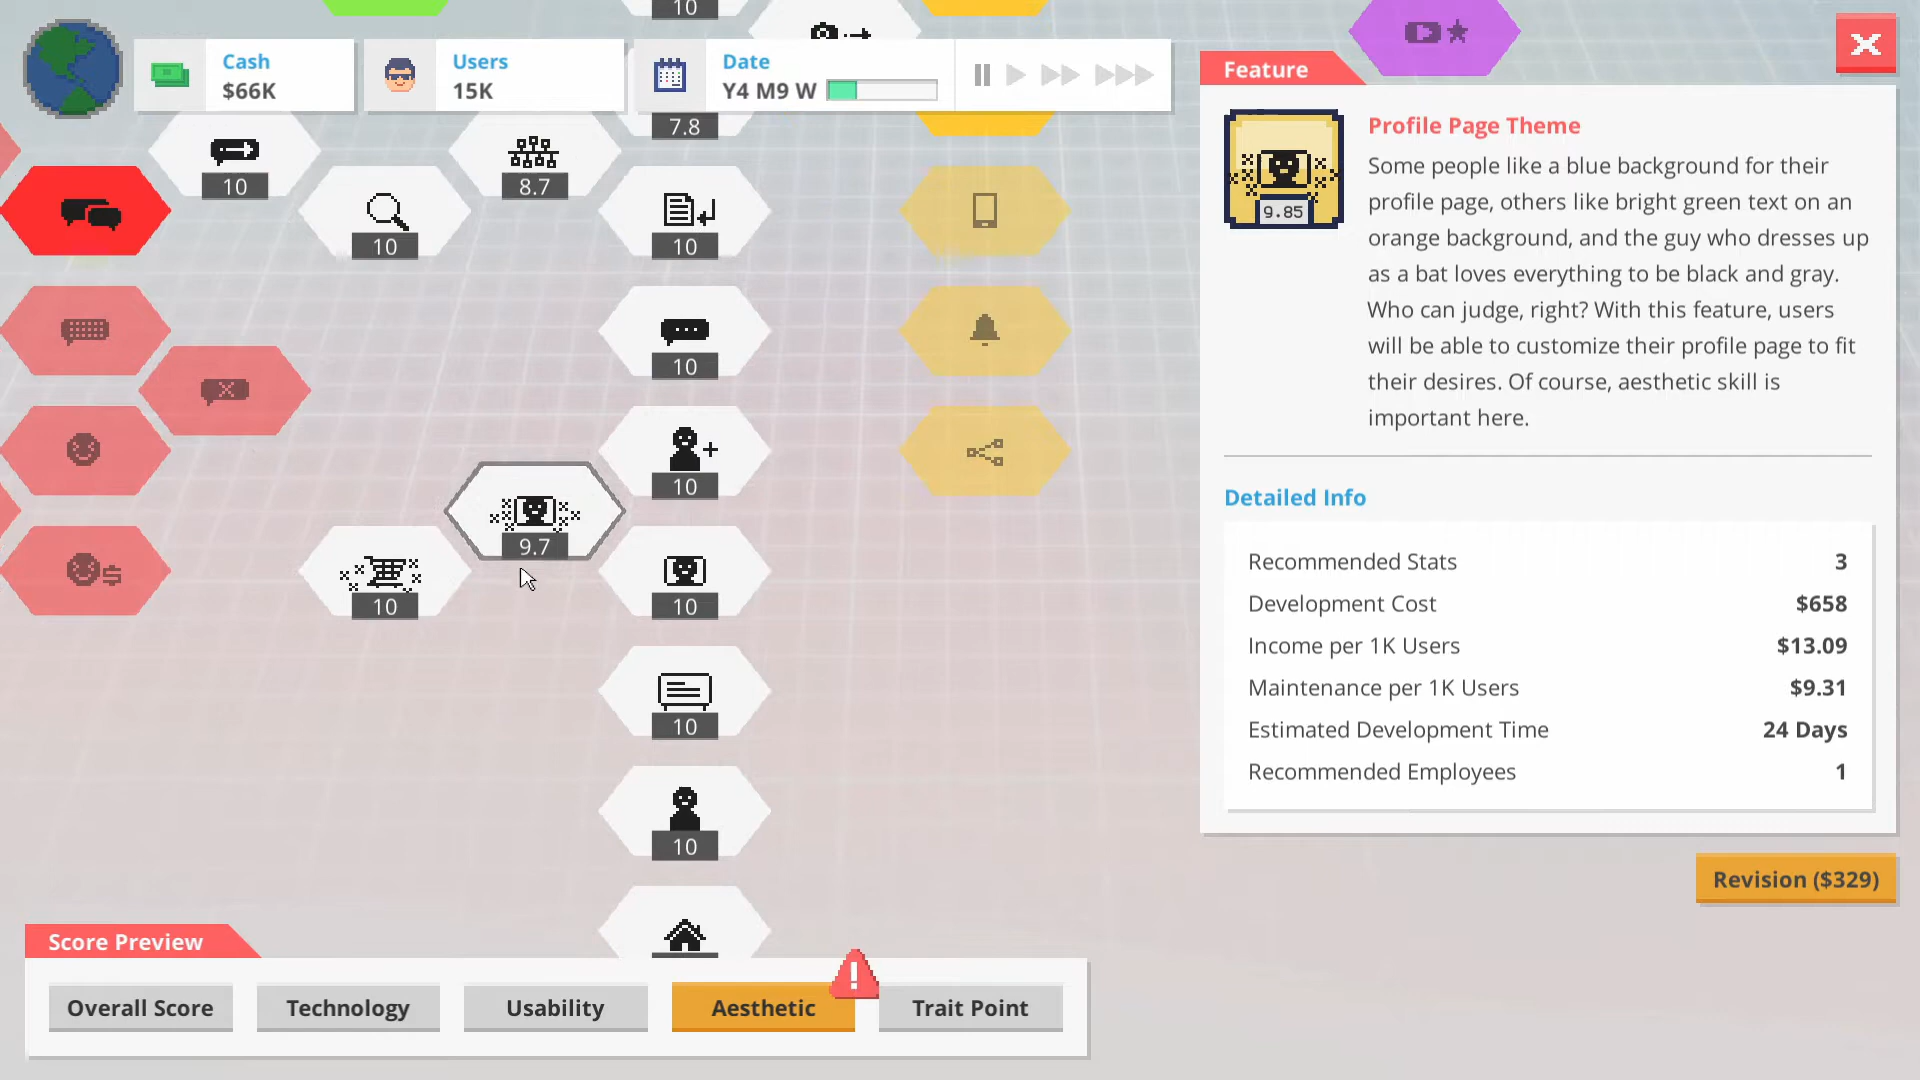 10
Cash
$66K
Users
15K
Date
Y4 M9 W
Feature
7.8
10
8.7
10
10
10
10
9.7
10
10
10
10
Profile Page Theme
9.85
Some people like a blue background for their
profile page, others like bright green text on an
orange background, and the guy who dresses up
as a bat loves everything to be black and gray.
Who can judge, right? With this feature, users
will be able to customize their profile page to fit
their desires. Of course, aesthetic skill is
important here.
Detailed Info
Recommended Stats 3
Development Cost $658
Income per 1K Users $13.09
Maintenance per 1K Users $9.31
Estimated Development Time 24 Days
Recommended Employees 1
Revision ($329)
Score Preview
Overall Score
Technology
Usability
Aesthetic
Trait Point